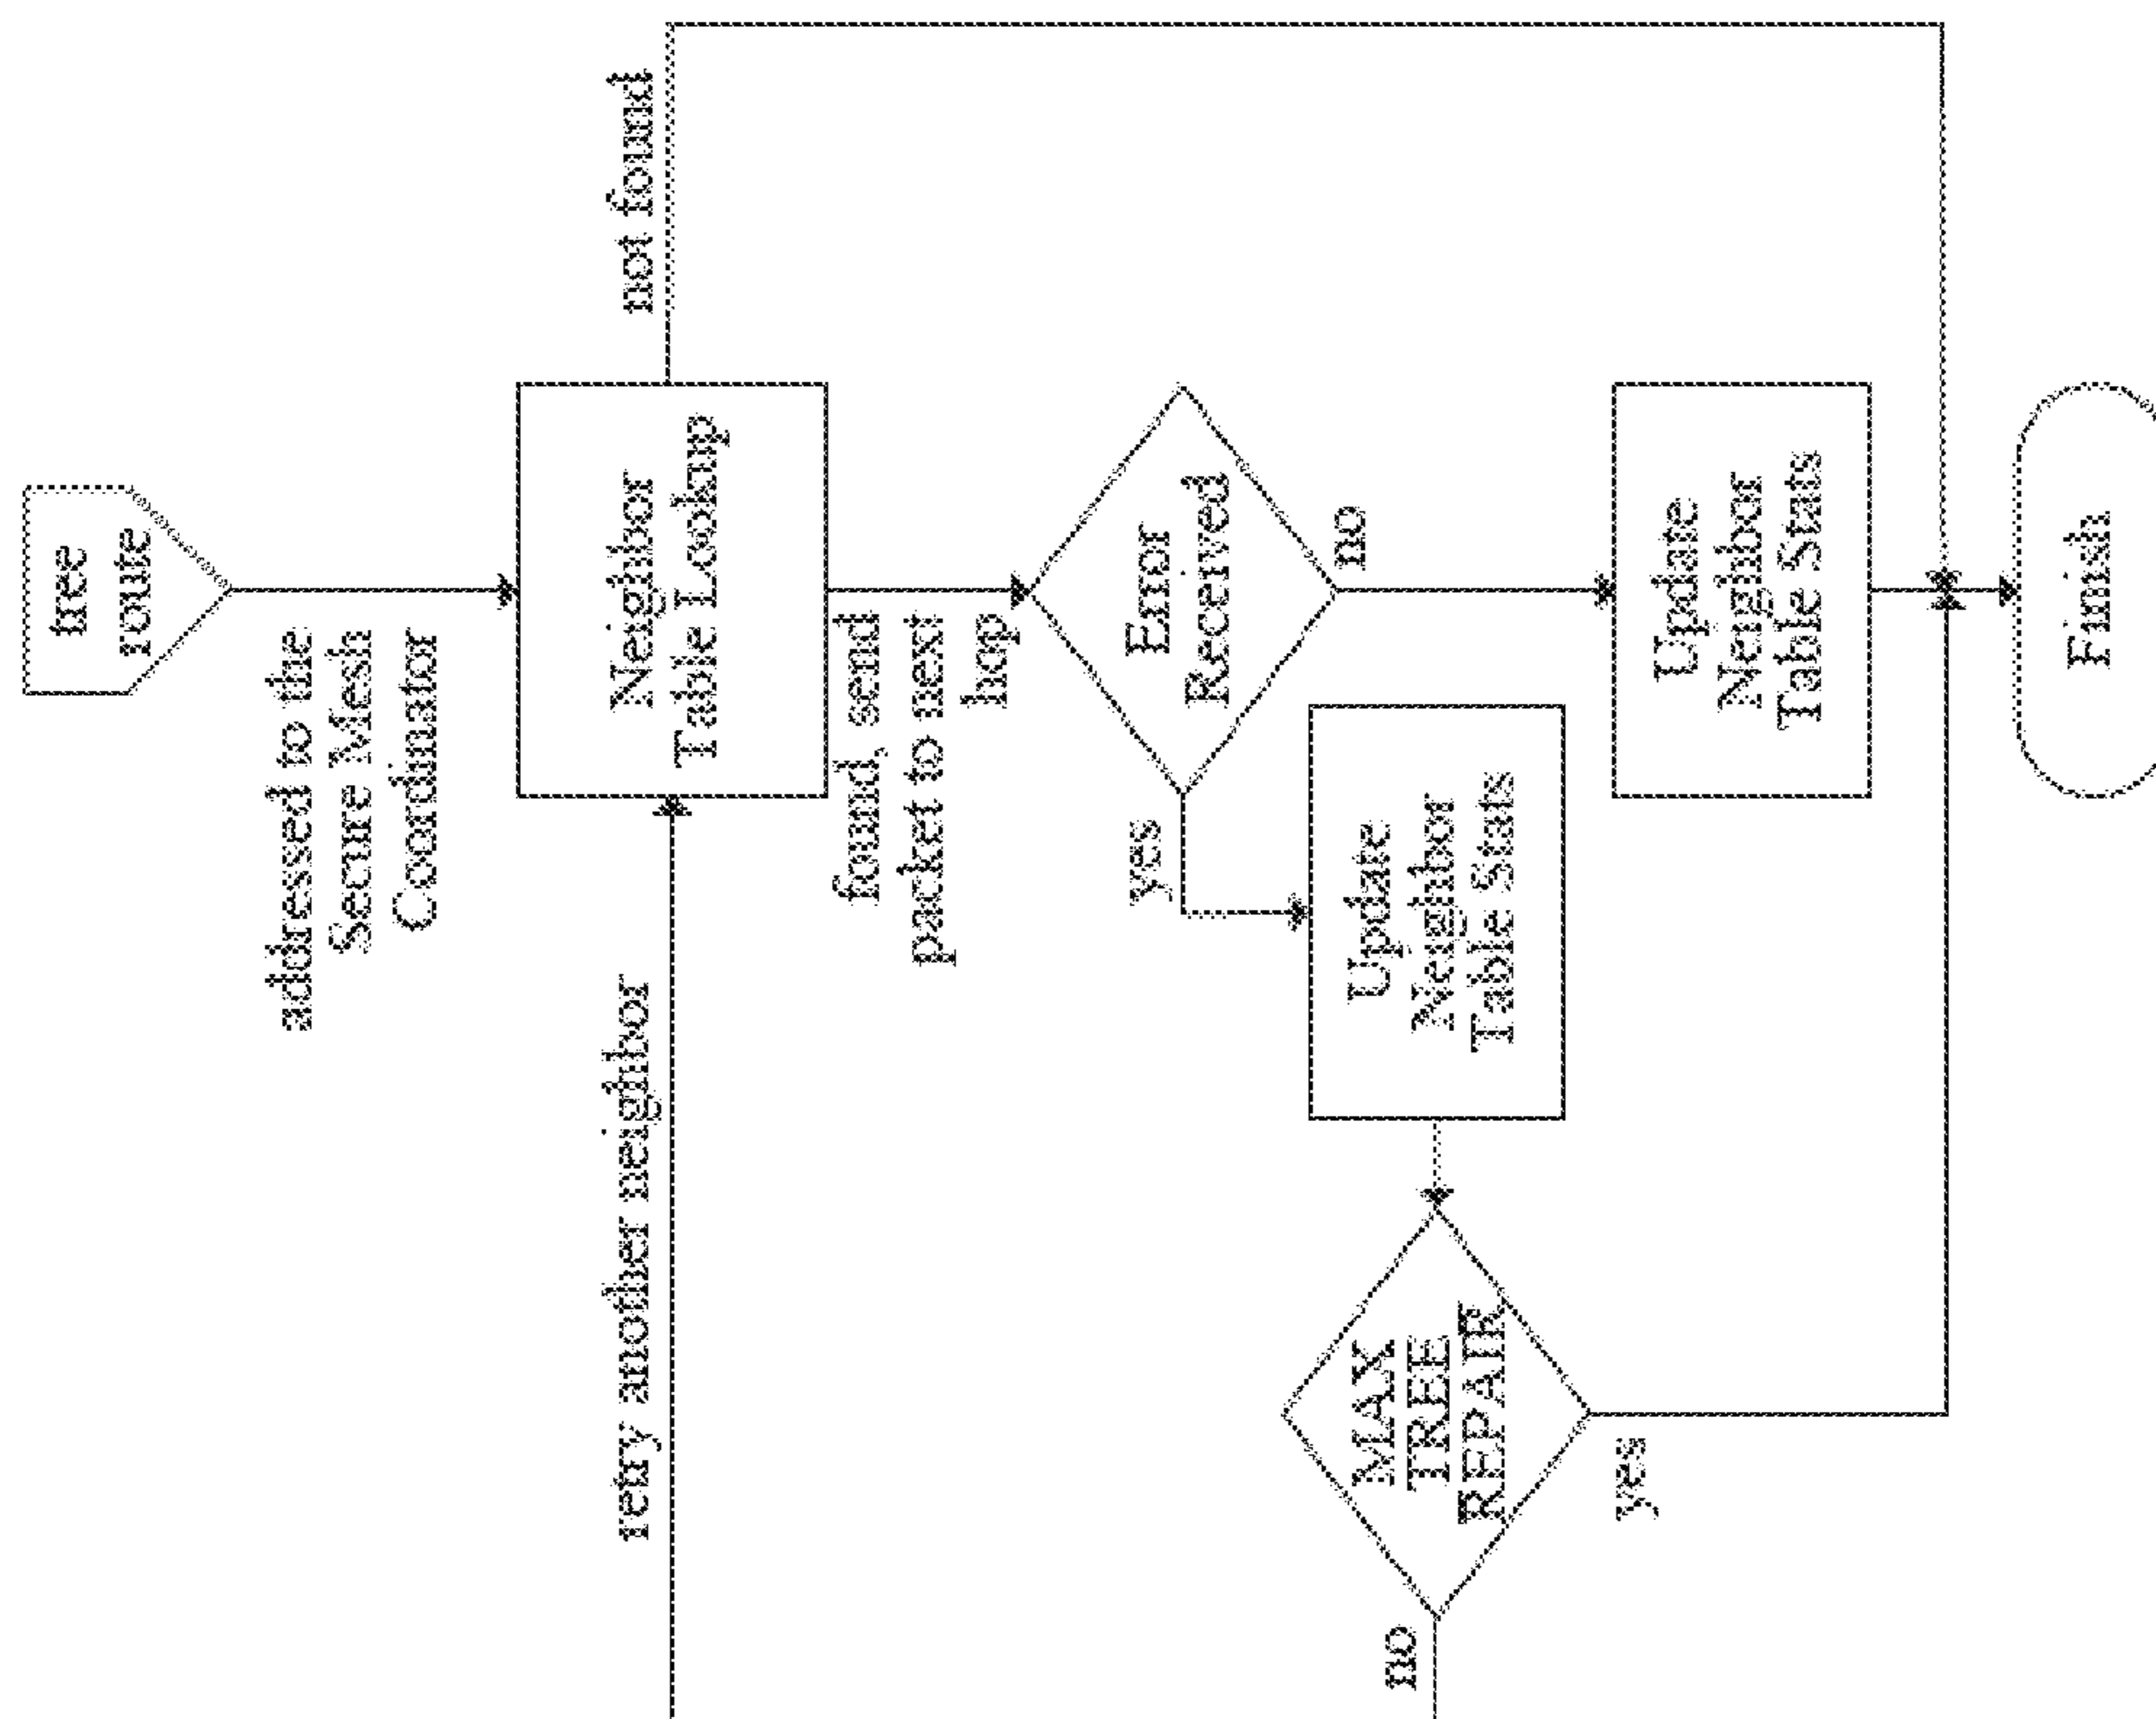 tree
route
addressed to the
Secure Mesh
Coordinator
retry another neighbor
Neighbor
Table Lookup
not found
found, send
packet to next
hop
Error
Received
yes
no
Update
Neighbor
Table Stats
MAX
TREE
REPAIR
no
yes
Update
Neighbor
Table Stats
Finish